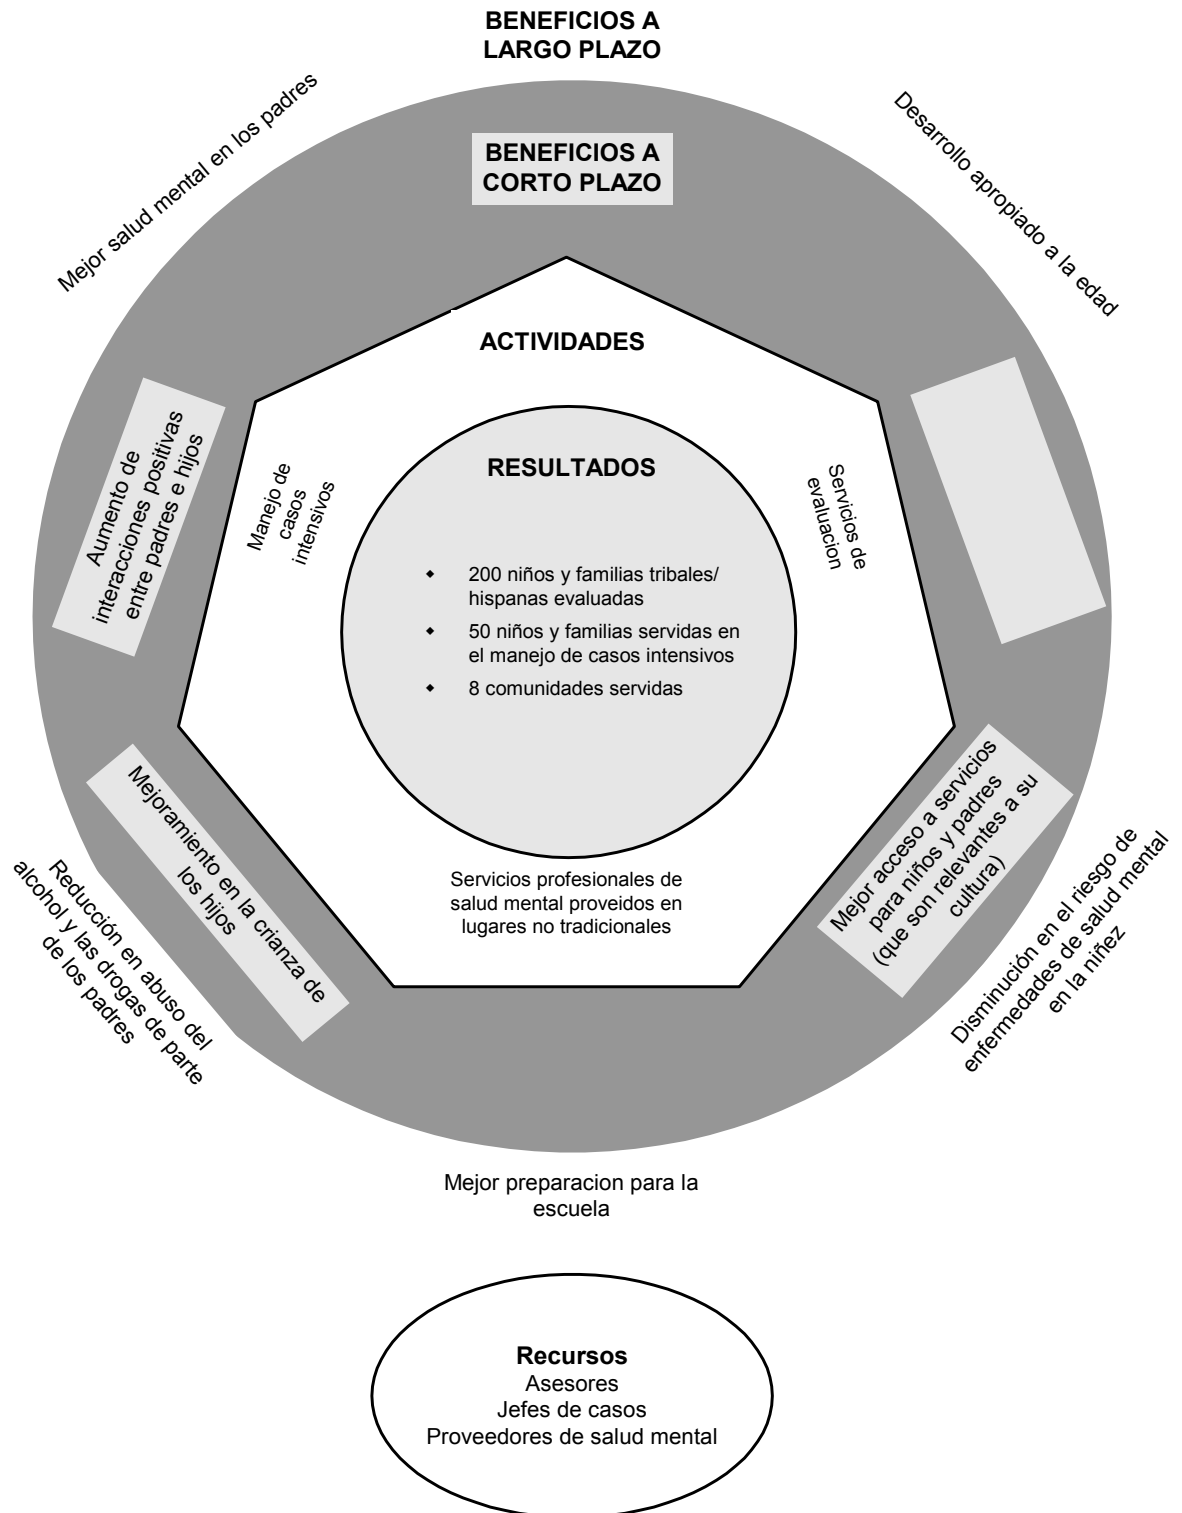 BENEFICIOS A
LARGO PLAZO
Mejor salud mental en los padres
Desarrollo apropiado a la edad
BENEFICIOS A
CORTO PLAZO
ACTIVIDADES
Aumento de
interacciones positivas
entre padres e hijos
Manejo de
casos
intensivos
RESULTADOS
Servicios de
evaluacion
◆ 200 niños y familias tribales/
hispanas evaluadas
◆ 50 niños y familias servidas en
el manejo de casos intensivos
◆ 8 comunidades servidas
Mejoramiento en la crianza de
los hijos
Mejor acceso a servicios
para niños y padres
(que son relevantes a su
cultura)
Servicios profesionales de
salud mental proveidos en
lugares no tradicionales
Reducción en abuso del
alcohol y las drogas de parte
de los padres
Disminución en el riesgo de
enfermedades de salud mental
en la niñez
Mejor preparacion para la
escuela
Recursos
Asesores
Jefes de casos
Proveedores de salud mental